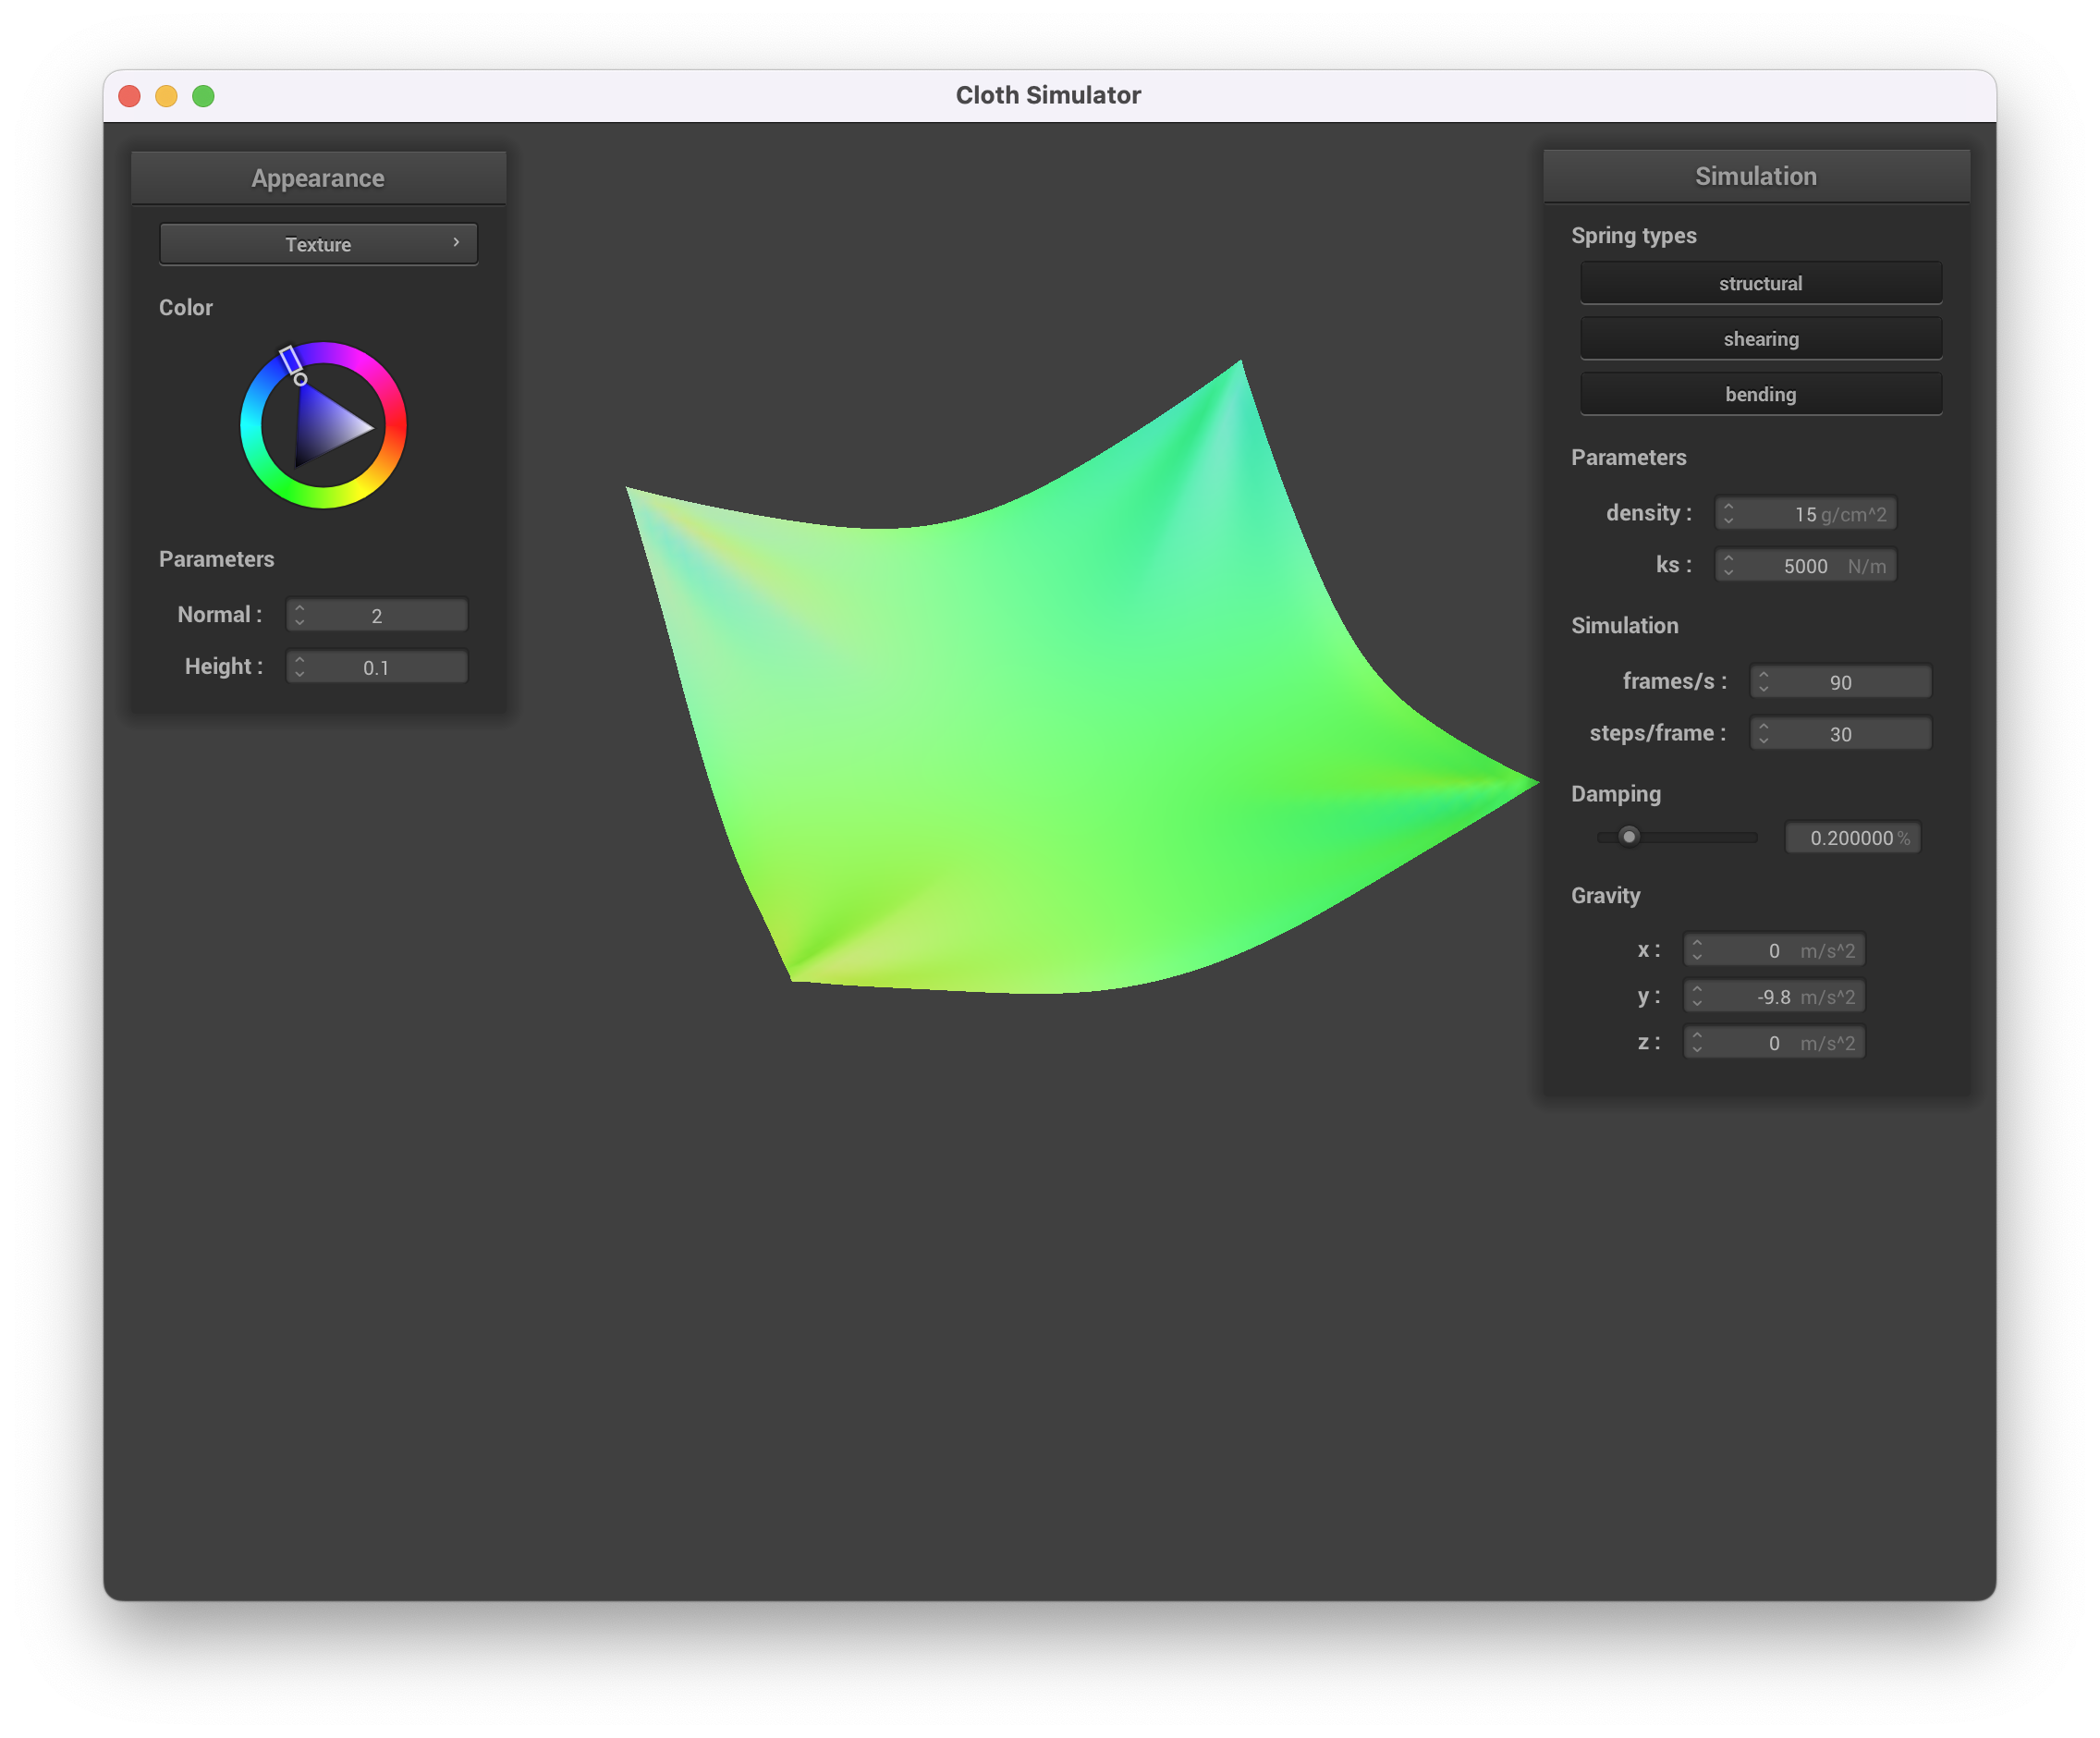 Cloth Simulator
Appearance
Texture
Color
Parameters
Normal : 2
Height : 0.1
Simulation
Spring types
structural
shearing
bending
Parameters
density : 15 g/cm^2
ks : 5000 N/m
Simulation
frames/s : 90
steps/frame : 30
Damping
0.200000 %
Gravity
x : 0 m/s^2
y : -9.8 m/s^2
z : 0 m/s^2